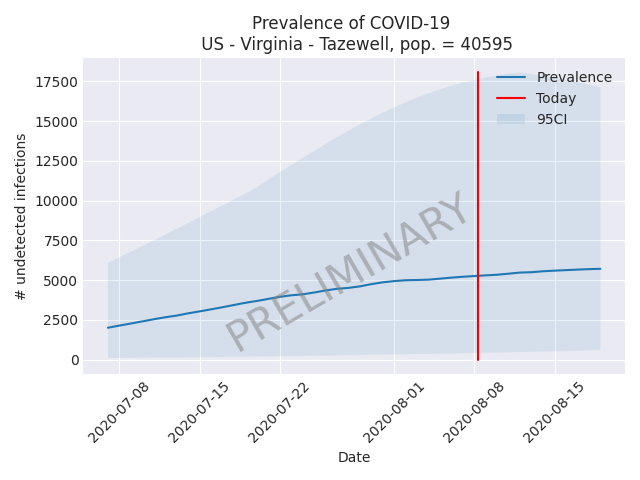 Prevalence of COVID-19
US - Virginia - Tazewell, pop. = 40595
17500
15000
12500
10000
7500
5000
2500
0
# undetected infections
Prevalence
Today
95CI
PRELIMINARY
2020-07-08
2020-07-15
2020-07-22
2020-08-01
2020-08-08
2020-08-15
Date